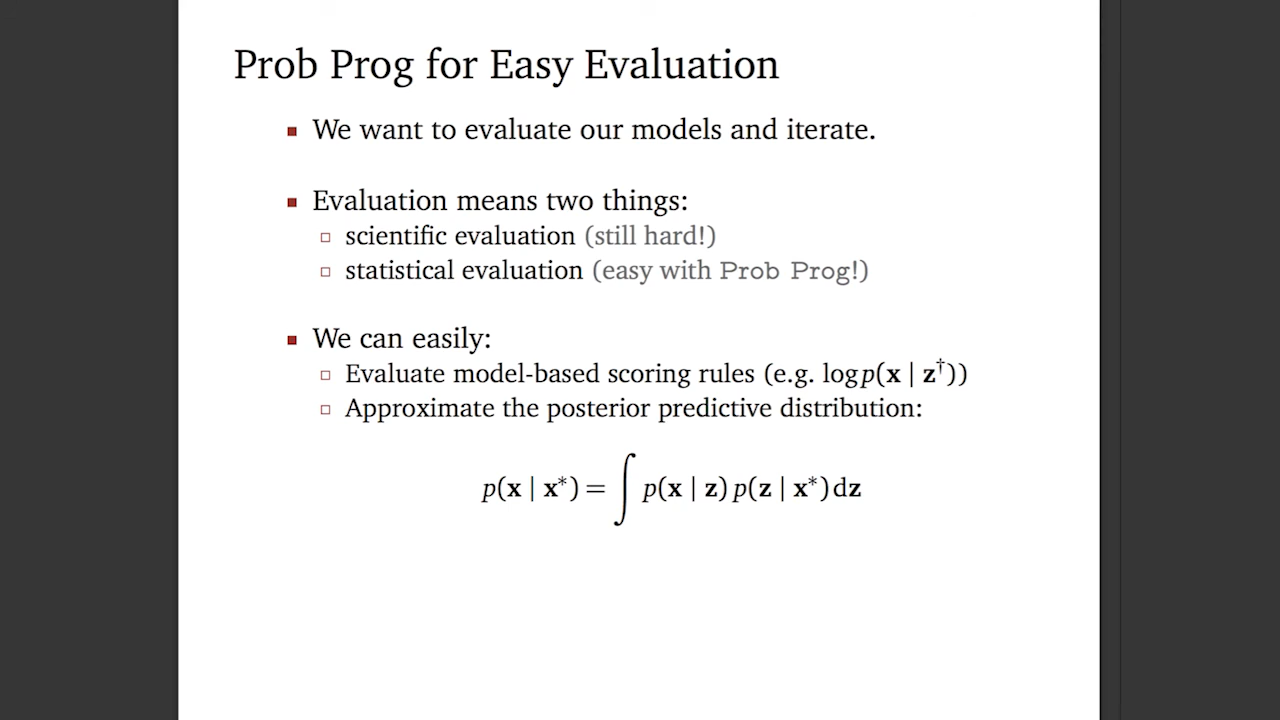 Prob Prog for Easy Evaluation
We want to evaluate our models and iterate.
Evaluation means two things:
scientific evaluation (still hard!)
statistical evaluation (easy with Prob Prog!)
We can easily:
Evaluate model-based scoring rules (e.g. log p(x | z†))
Approximate the posterior predictive distribution:
p(x | x*) = ∫ p(x | z) p(z | x*) dz